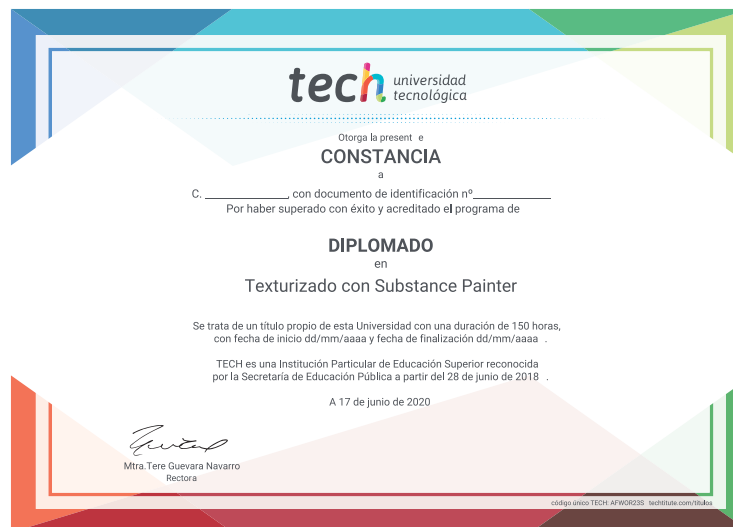 tech universidad
tecnológica
Otorga la present e
CONSTANCIA
a
C. ______________, con documento de identificación nº_____________
Por haber superado con éxito y acreditado el programa de
DIPLOMADO
en
Texturizado con Substance Painter
Se trata de un título propio de esta Universidad con una duración de 150 horas,
con fecha de inicio dd/mm/aaaa y fecha de finalización dd/mm/aaaa .
TECH es una Institución Particular de Educación Superior reconocida
por la Secretaría de Educación Pública a partir del 28 de junio de 2018 .
A 17 de junio de 2020
Mtra.Tere Guevara Navarro
Rectora
código único TECH: AFWOR23S techtitute.com/títulos